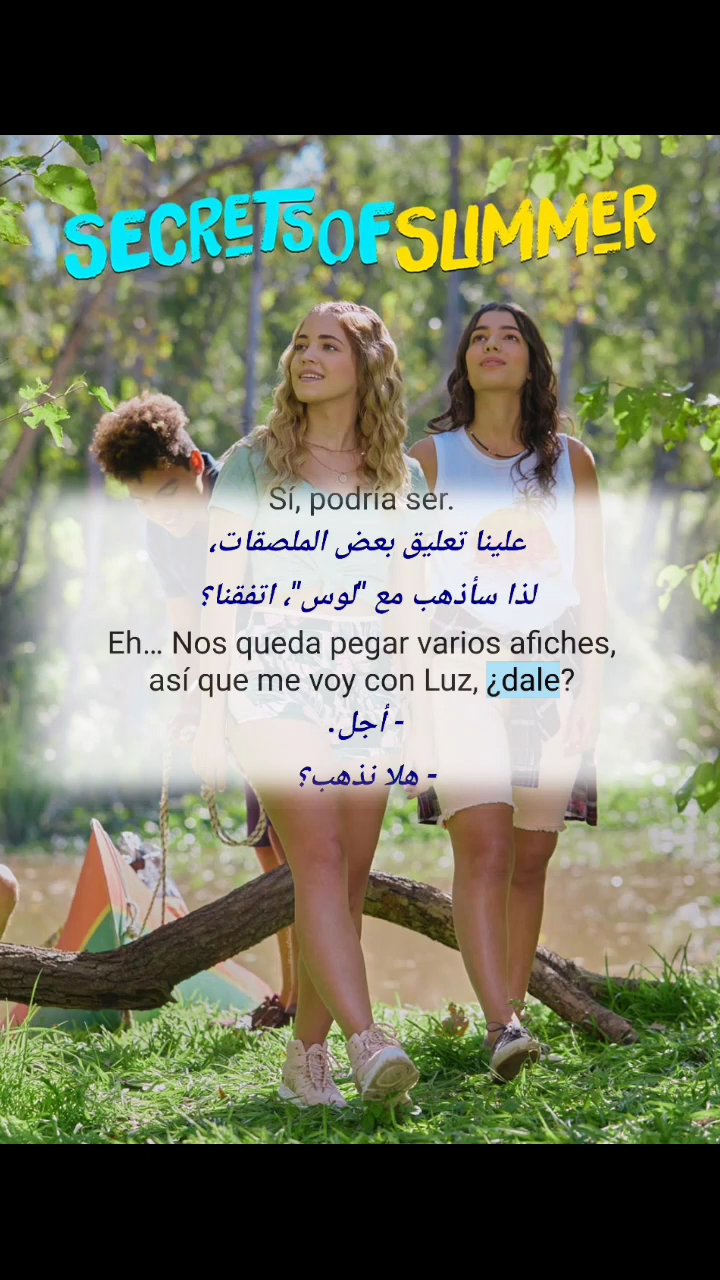 SECRETS OF SUMMER
Sí, podría ser.
علينا تعليق بعض الملصقات،
لذا سأذهب مع "لوس"، اتفقنا؟
Eh… Nos queda pegar varios afiches,
así que me voy con Luz, ¿dale?
- أجل.
- هلا نذهب؟